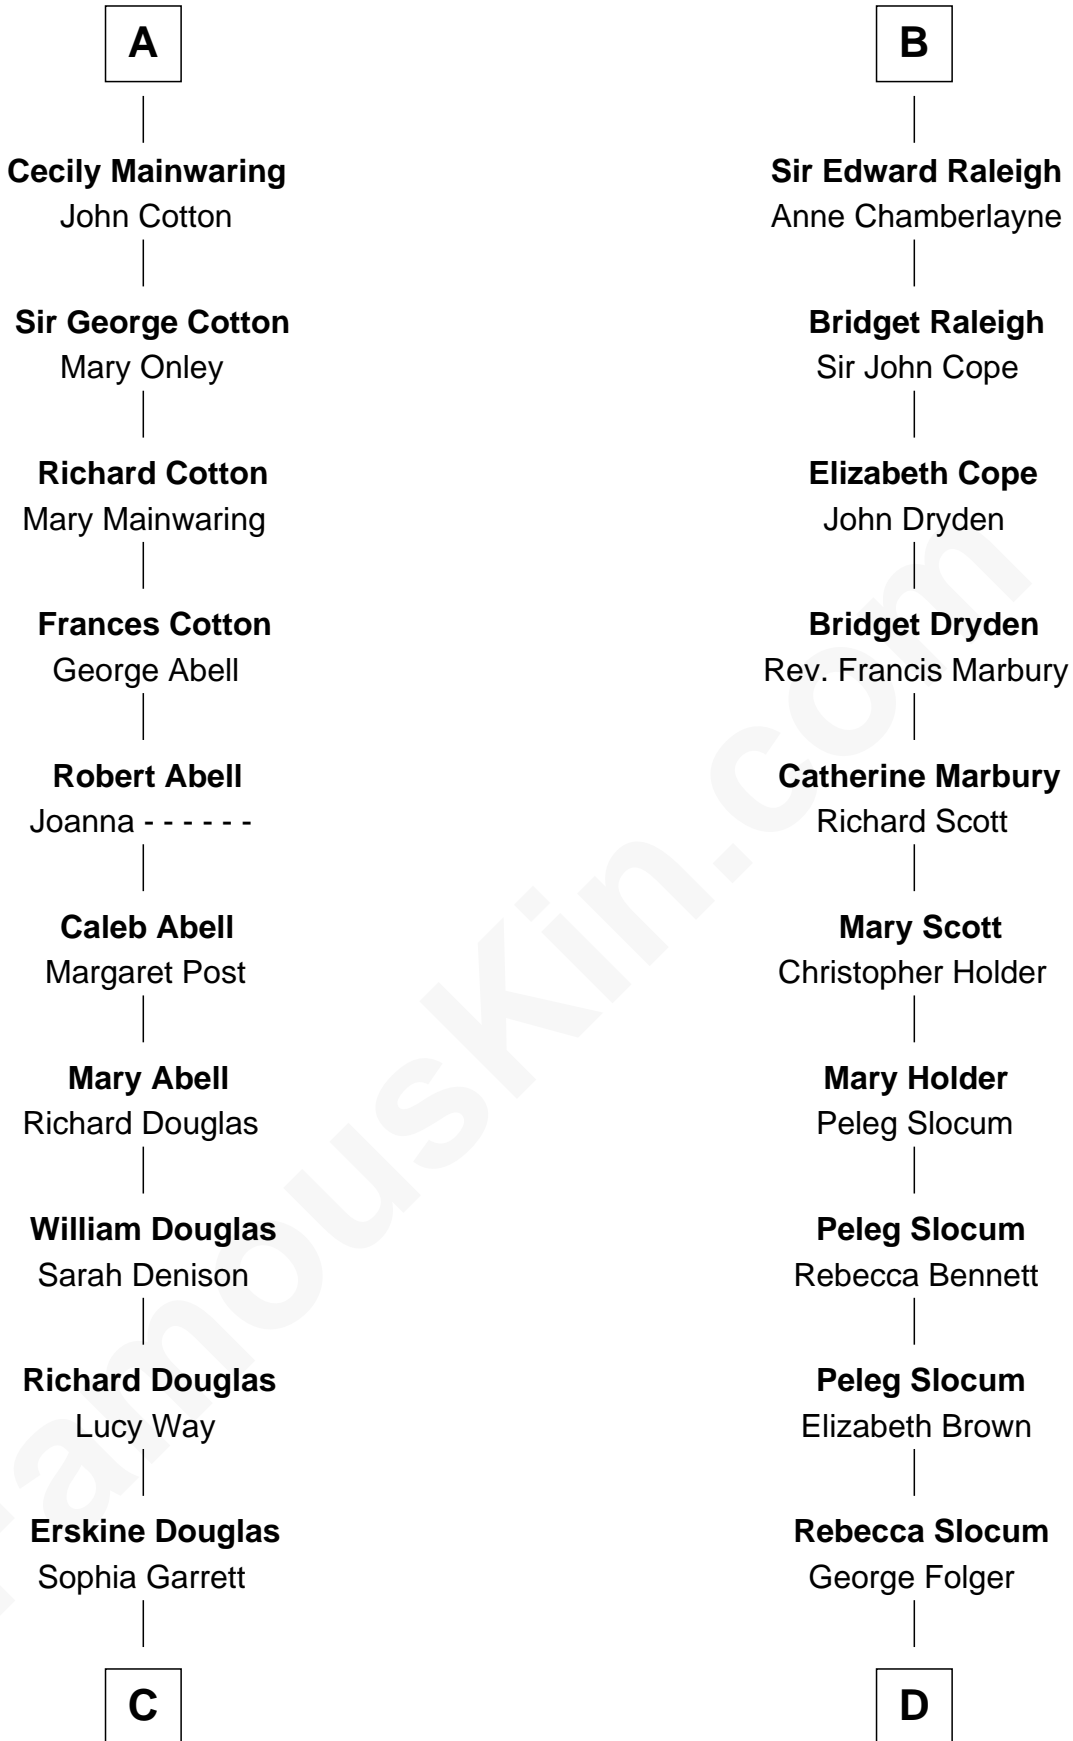 A
Cecily Mainwaring
John Cotton
Sir George Cotton
Mary Onley
Richard Cotton
Mary Mainwaring
Frances Cotton
George Abell
Robert Abell
Joanna - - - - - -
Caleb Abell
Margaret Post
Mary Abell
Richard Douglas
William Douglas
Sarah Denison
Richard Douglas
Lucy Way
Erskine Douglas
Sophia Garrett
C
B
Sir Edward Raleigh
Anne Chamberlayne
Bridget Raleigh
Sir John Cope
Elizabeth Cope
John Dryden
Bridget Dryden
Rev. Francis Marbury
Catherine Marbury
Richard Scott
Mary Scott
Christopher Holder
Mary Holder
Peleg Slocum
Peleg Slocum
Rebecca Bennett
Peleg Slocum
Elizabeth Brown
Rebecca Slocum
George Folger
D
FamousKin.com